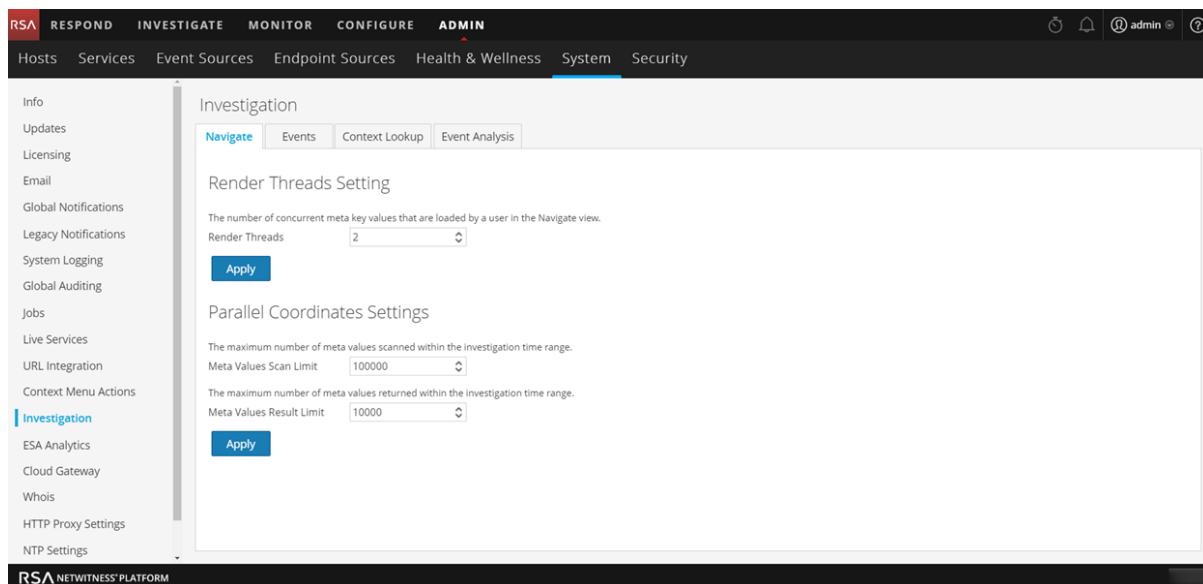 RSA RESPOND INVESTIGATE MONITOR CONFIGURE ADMIN admin
Hosts Services Event Sources Endpoint Sources Health & Wellness System Security
Info
Updates
Licensing
Email
Global Notifications
Legacy Notifications
System Logging
Global Auditing
Jobs
Live Services
URL Integration
Context Menu Actions
Investigation
ESA Analytics
Cloud Gateway
Whois
HTTP Proxy Settings
NTP Settings
Investigation
Navigate Events Context Lookup Event Analysis
Render Threads Setting
The number of concurrent meta key values that are loaded by a user in the Navigate view.
Render Threads 2
Apply
Parallel Coordinates Settings
The maximum number of meta values scanned within the investigation time range.
Meta Values Scan Limit 100000
The maximum number of meta values returned within the investigation time range.
Meta Values Result Limit 10000
Apply
RSA NETWITNESS® PLATFORM